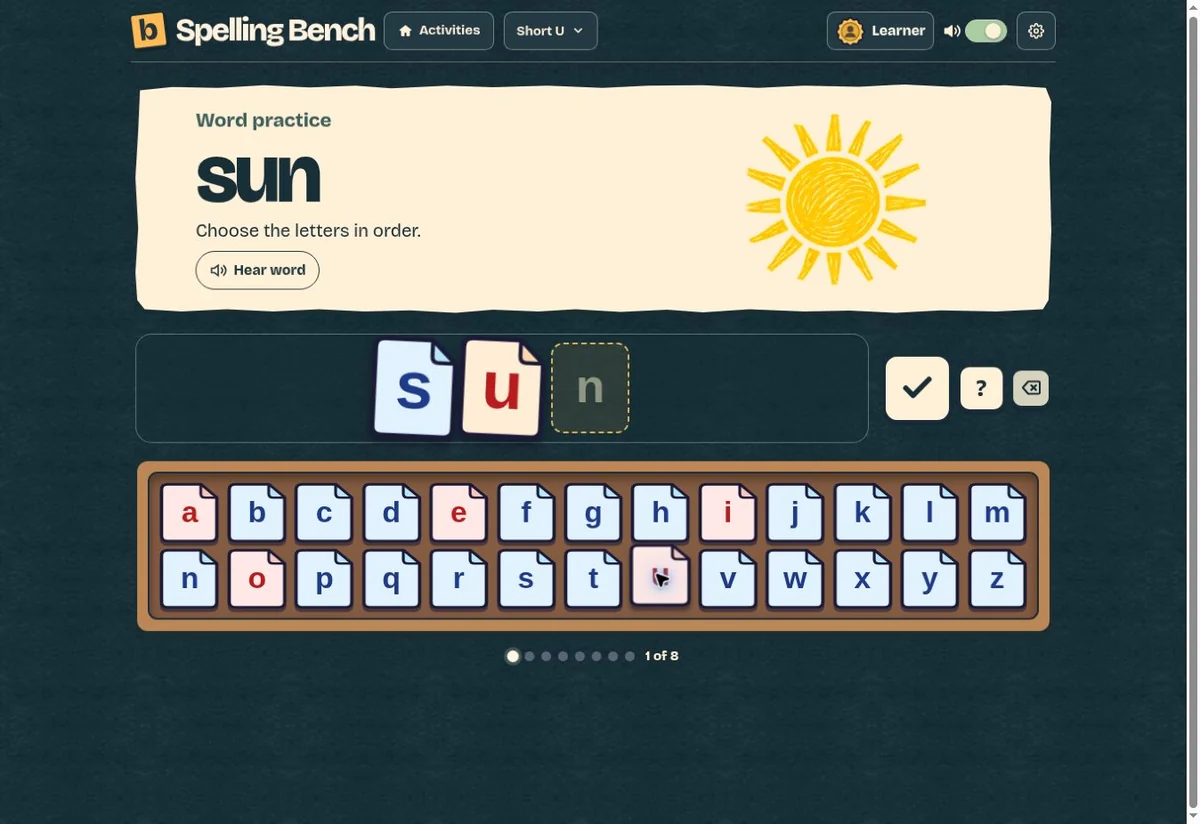 b Spelling Bench Activities Short U Learner
Word practice
sun
Choose the letters in order.
Hear word
s u n ?
a b c d e f g h i j k l m
n o p q r s t u v w x y z
1 of 8